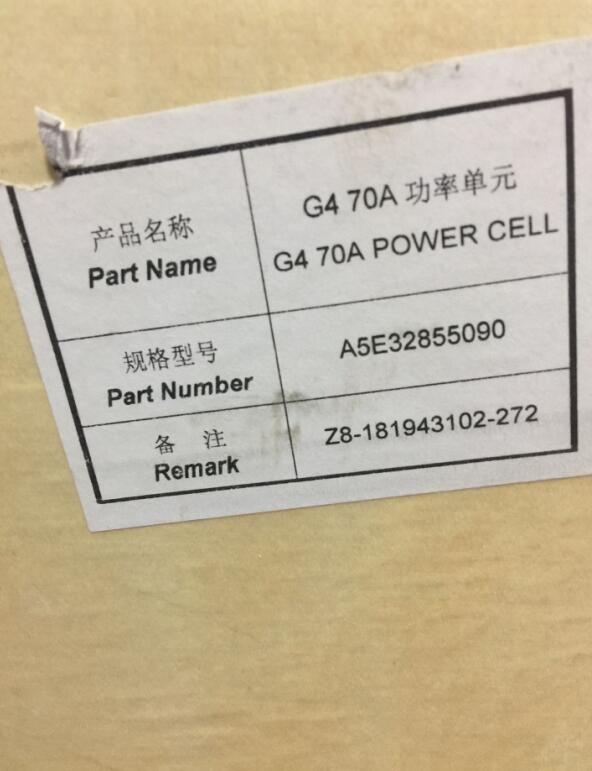 产品名称
Part Name
G4 70A 功率单元
G4 70A POWER CELL
规格型号
Part Number
A5E32855090
备 注
Remark
Z8-181943102-272